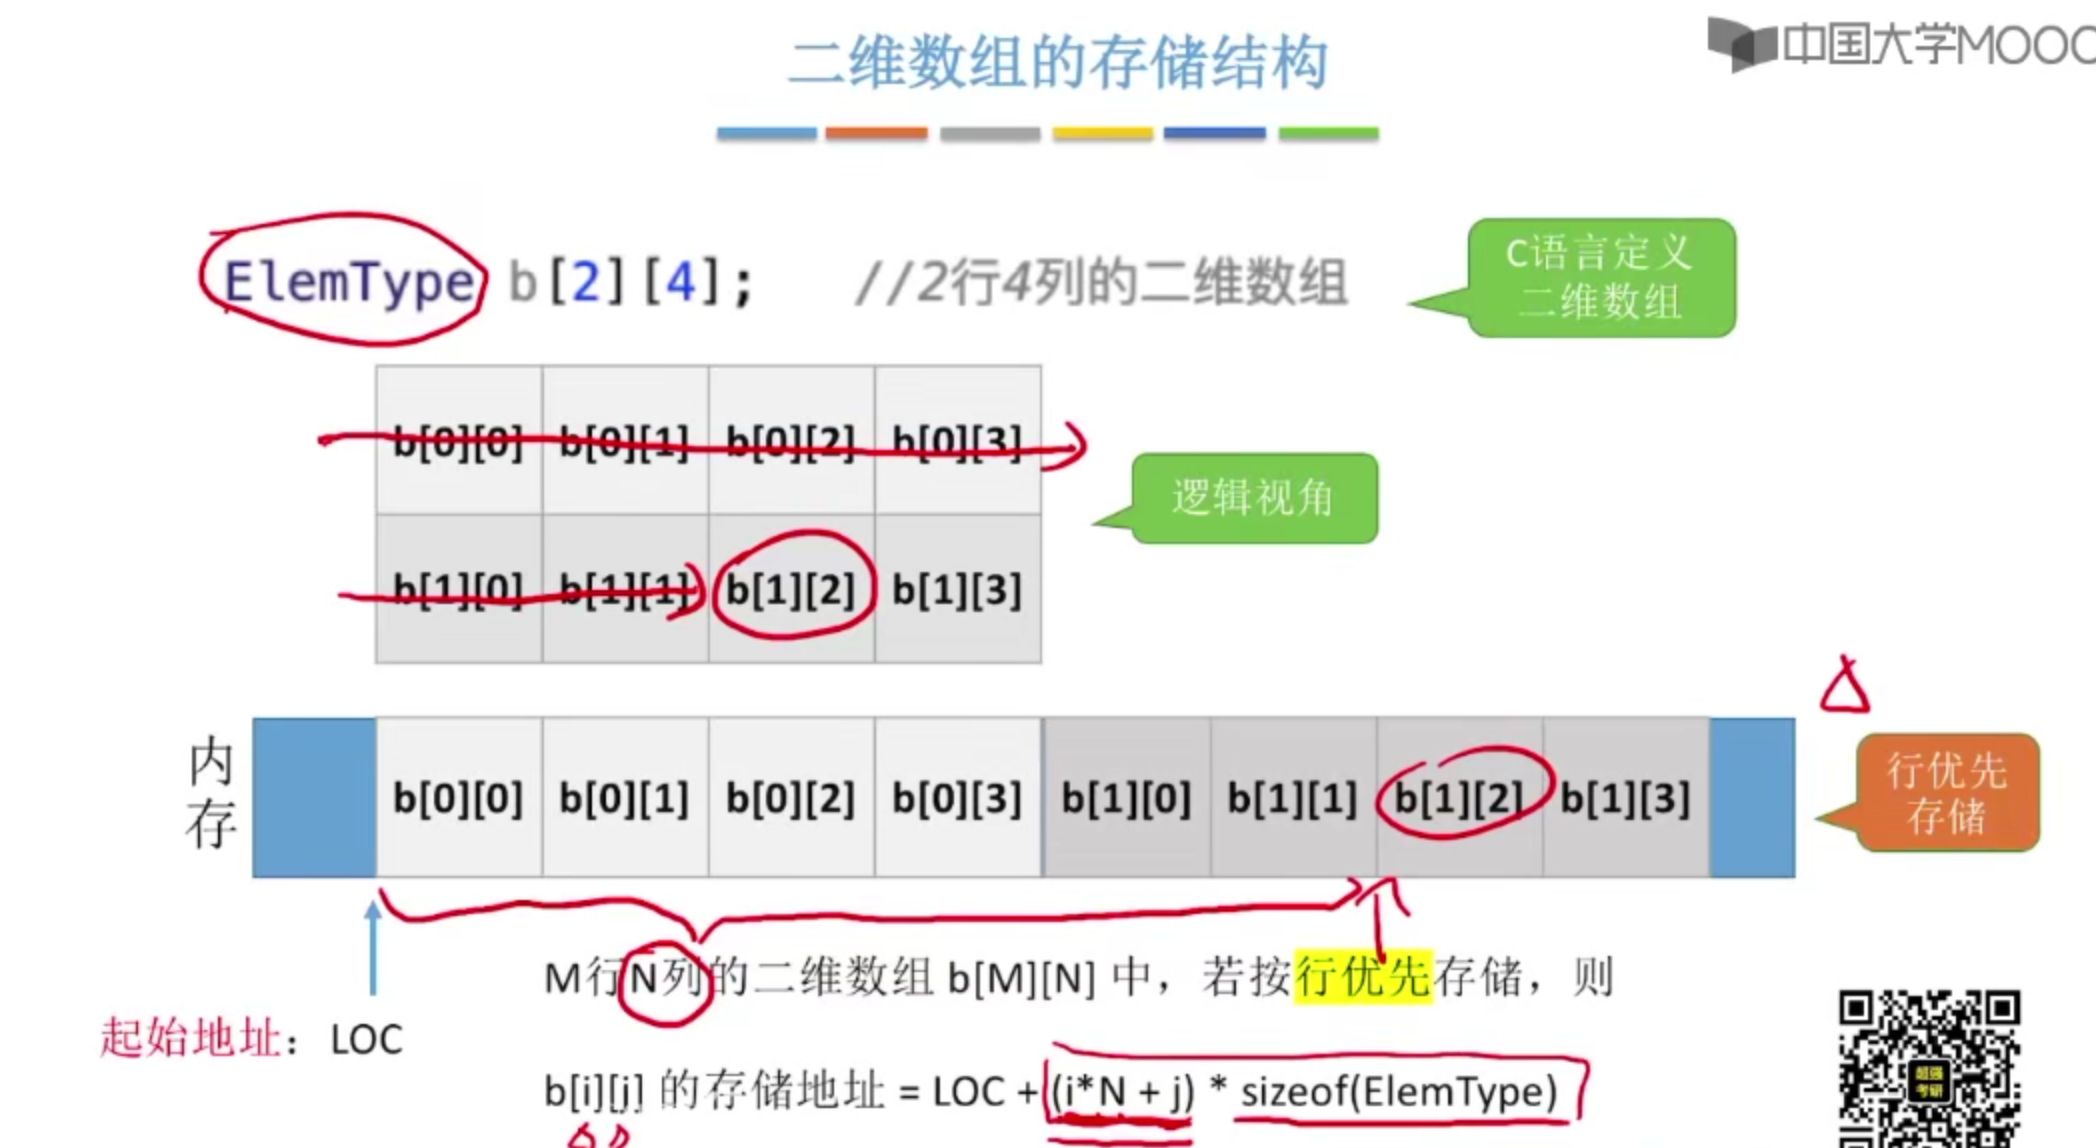 二维数组的存储结构
中国大学MOOC
ElemType b[2][4]; //2行4列的二维数组
C语言定义
二维数组
b[0][0] b[0][1] b[0][2] b[0][3]
逻辑视角
b[1][0] b[1][1] b[1][2] b[1][3]
内存
b[0][0] b[0][1] b[0][2] b[0][3] b[1][0] b[1][1] b[1][2] b[1][3]
行优先
存储
M行N列的二维数组 b[M][N] 中，若按行优先存储，则
起始地址：LOC
b[i][j] 的存储地址 = LOC + (i*N + j) * sizeof(ElemType)
超强
考研